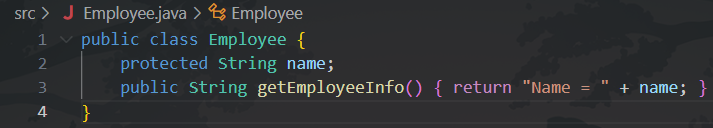 src > J Employee.java > Employee
1 public class Employee {
2     protected String name;
3     public String getEmployeeInfo() { return "Name = " + name; }
4 }